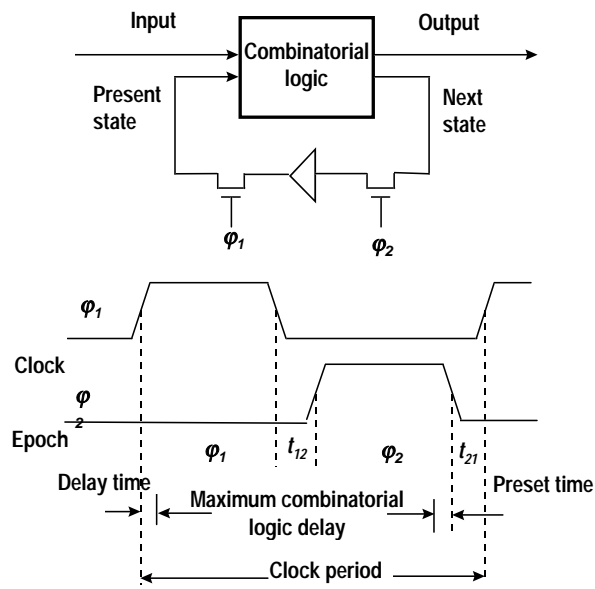 Input
Output
Combinatorial
logic
Present
state
Next
state
φ1
φ2
φ1
Clock
φ
2
Epoch
φ1
t12
φ2
t21
Delay time
Maximum combinatorial
logic delay
Preset time
Clock period